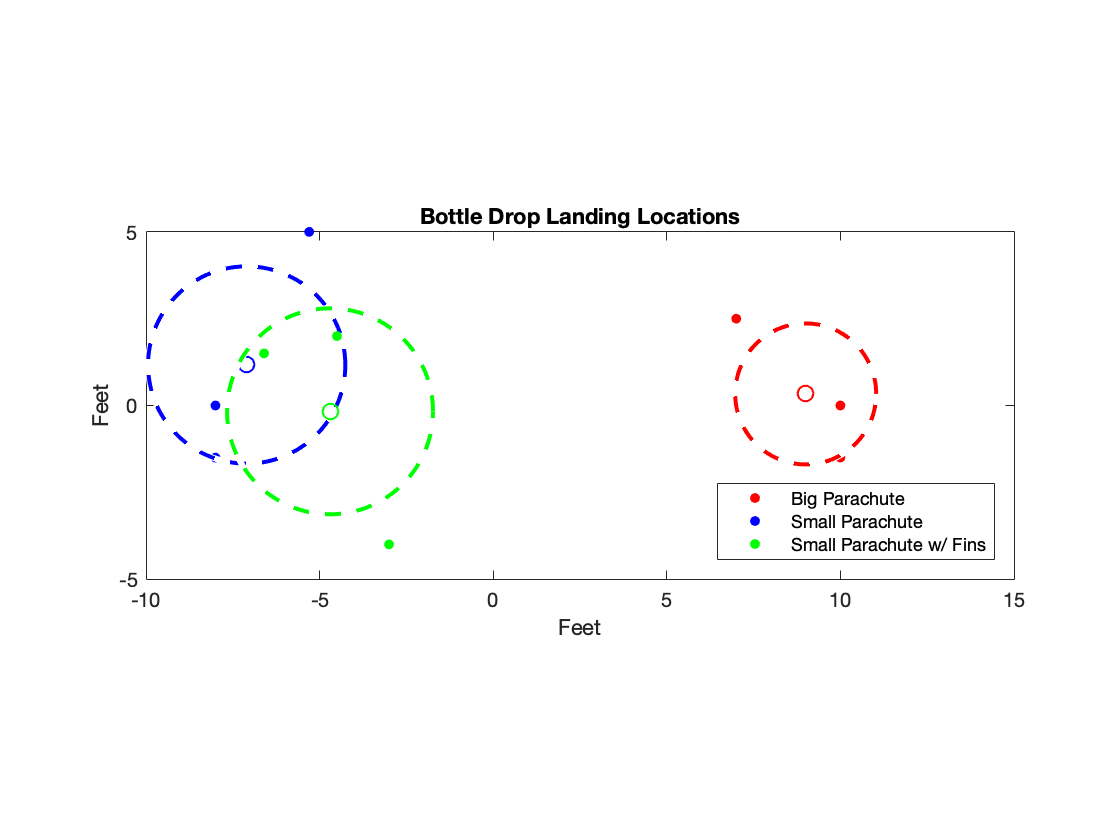 Bottle Drop Landing Locations
5
0
-5
Feet
-10
-5
0
5
10
15
Feet
Big Parachute
Small Parachute
Small Parachute w/ Fins